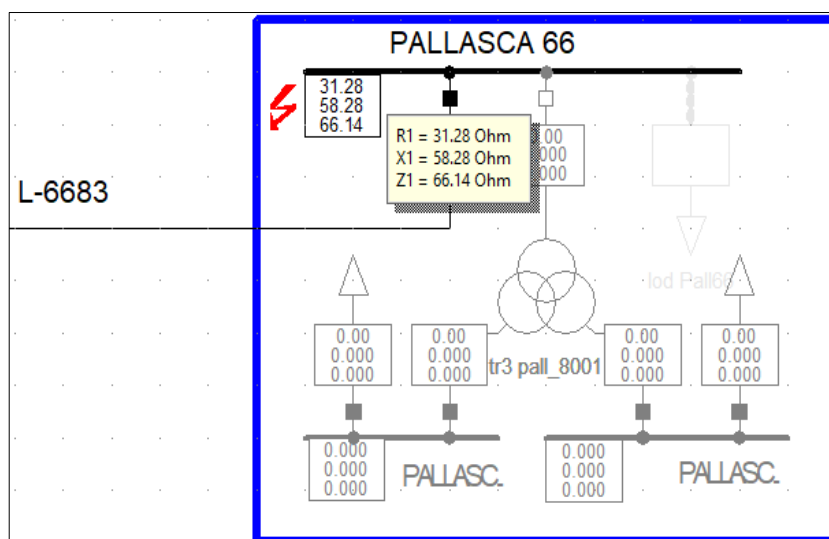 PALLASCA 66
31.28
58.28
66.14
R1 = 31.28 Ohm
X1 = 58.28 Ohm
Z1 = 66.14 Ohm
.00
000
000
L-6683
lod Pall66
0.00
0.000
0.000
0.00
0.000
0.000
tr3 pall_8001
0.00
0.000
0.000
0.00
0.000
0.000
0.000
0.000
0.000
PALLASC.
0.000
0.000
0.000
PALLASC.